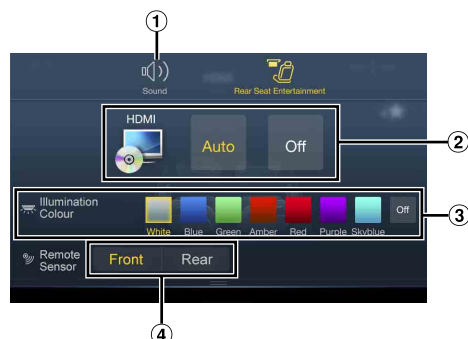 1
Sound
Rear Seat Entertainment
HDMI
Auto
Off
2
Illumination
Colour
White Blue Green Amber Red Purple Skyblue
Off
3
Remote
Sensor
Front
Rear
4